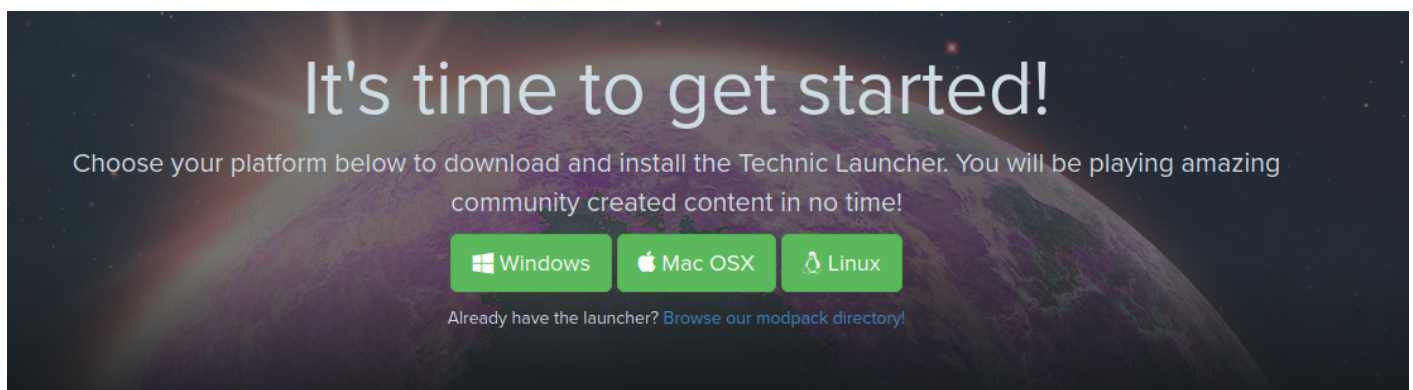 It's time to get started!
Choose your platform below to download and install the Technic Launcher. You will be playing amazing
community created content in no time!
Windows Mac OSX Linux
Already have the launcher? Browse our modpack directory!